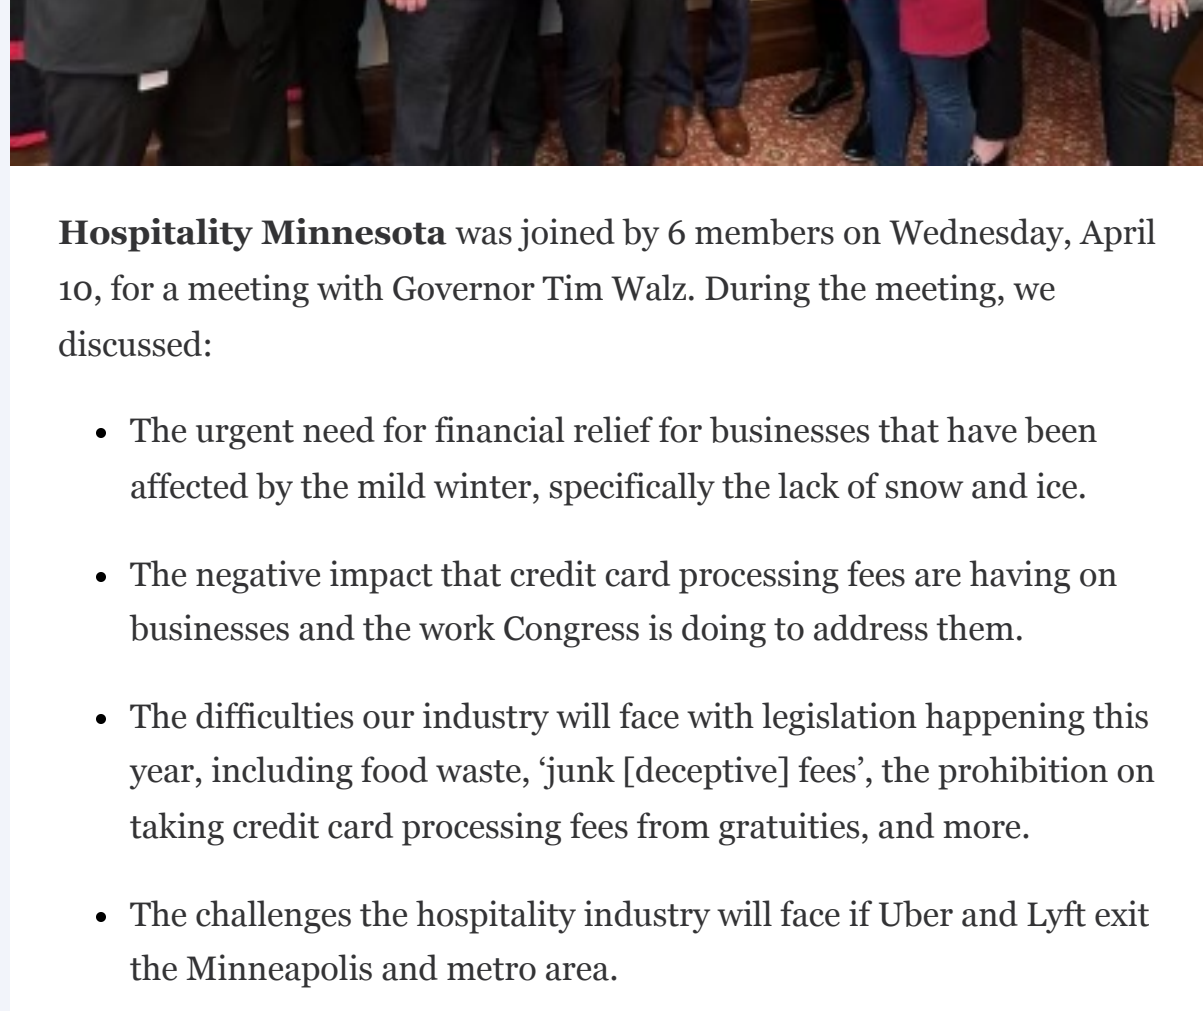 Hospitality Minnesota was joined by 6 members on Wednesday, April
10, for a meeting with Governor Tim Walz. During the meeting, we
discussed:
• The urgent need for financial relief for businesses that have been
affected by the mild winter, specifically the lack of snow and ice.
• The negative impact that credit card processing fees are having on
businesses and the work Congress is doing to address them.
• The difficulties our industry will face with legislation happening this
year, including food waste, ‘junk [deceptive] fees’, the prohibition on
taking credit card processing fees from gratuities, and more.
• The challenges the hospitality industry will face if Uber and Lyft exit
the Minneapolis and metro area.